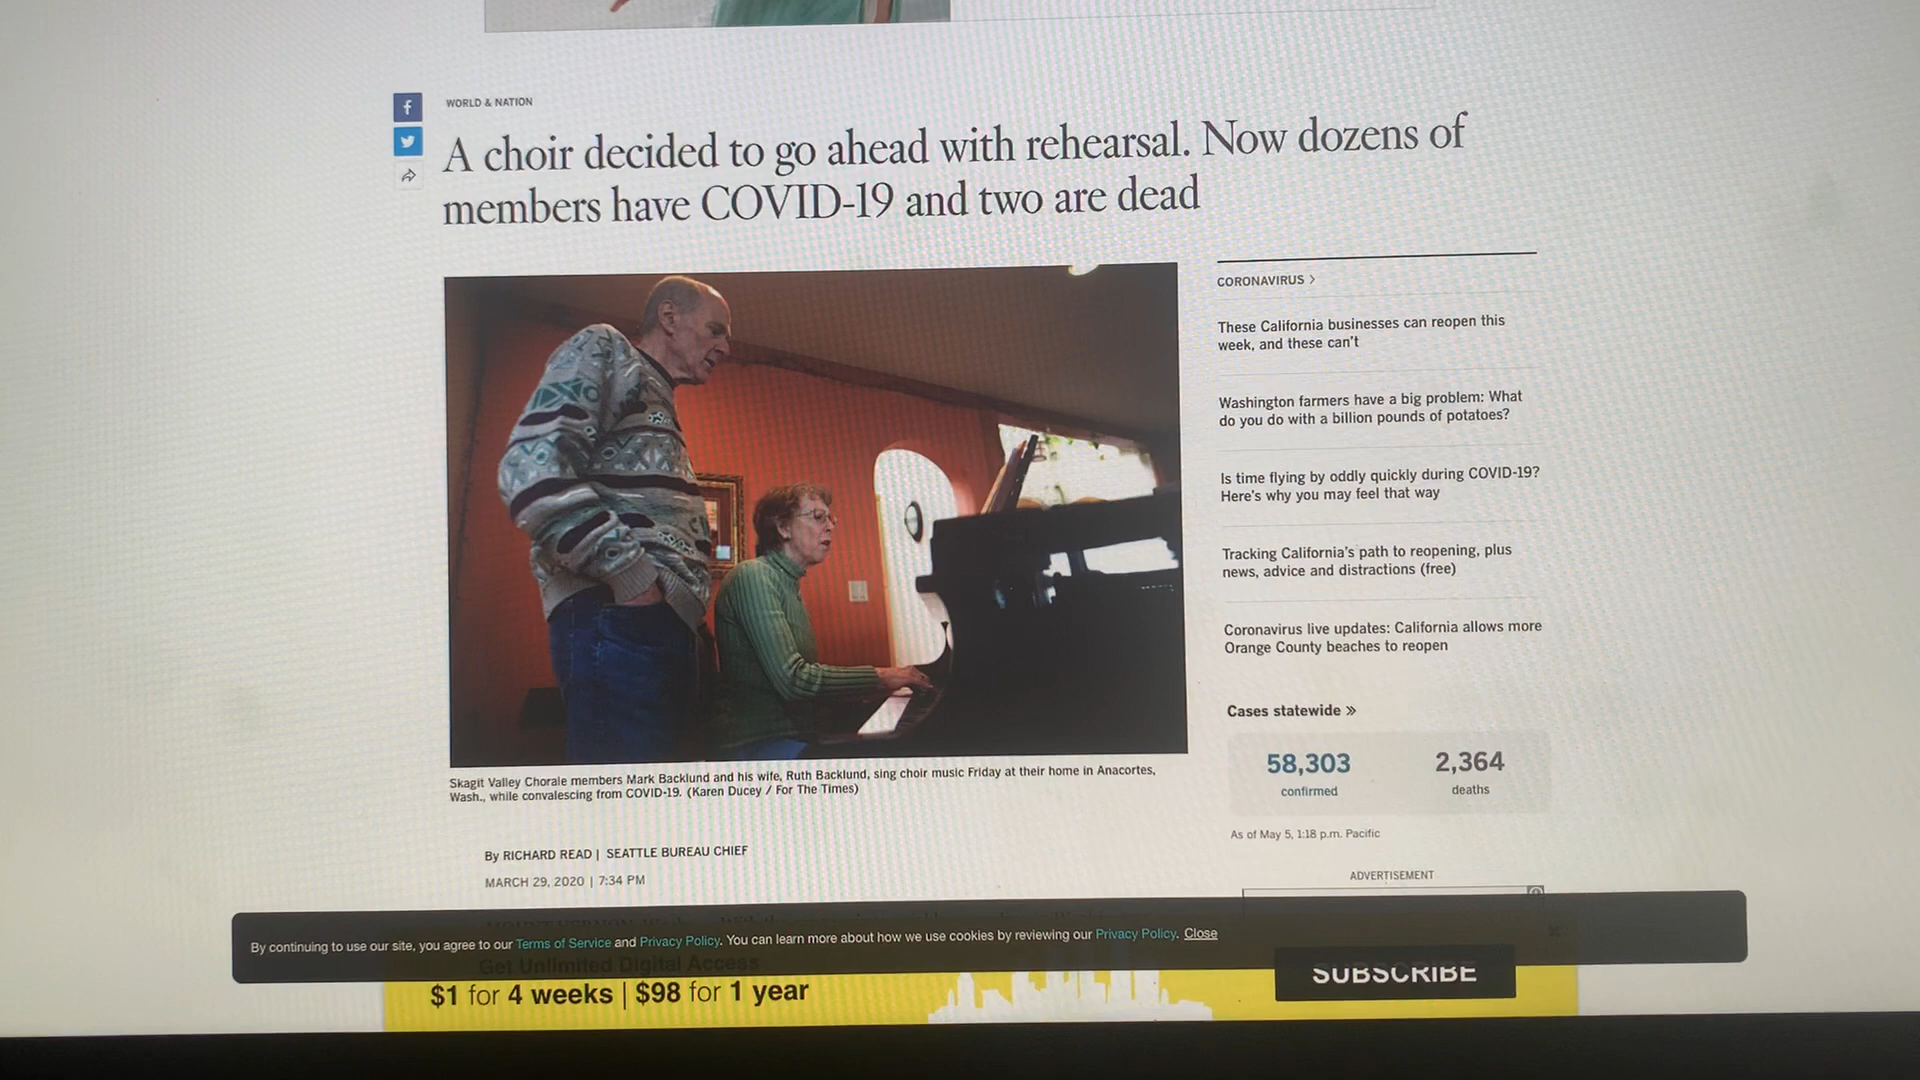 WORLD & NATION
A choir decided to go ahead with rehearsal. Now dozens of
members have COVID-19 and two are dead
Skagit Valley Chorale members Mark Backlund and his wife, Ruth Backlund, sing choir music Friday at their home in Anacortes,
Wash., while convalescing from COVID-19. (Karen Ducey / For The Times)
By RICHARD READ | SEATTLE BUREAU CHIEF
MARCH 29, 2020 | 7:34 PM
CORONAVIRUS >
These California businesses can reopen this
week, and these can't
Washington farmers have a big problem: What
do you do with a billion pounds of potatoes?
Is time flying by oddly quickly during COVID-19?
Here's why you may feel that way
Tracking California's path to reopening, plus
news, advice and distractions (free)
Coronavirus live updates: California allows more
Orange County beaches to reopen
Cases statewide »
58,303 2,364
confirmed deaths
As of May 5, 1:18 p.m. Pacific
ADVERTISEMENT
By continuing to use our site, you agree to our Terms of Service and Privacy Policy. You can learn more about how we use cookies by reviewing our Privacy Policy. Close
Get Unlimited Digital Access
$1 for 4 weeks | $98 for 1 year
SUBSCRIBE